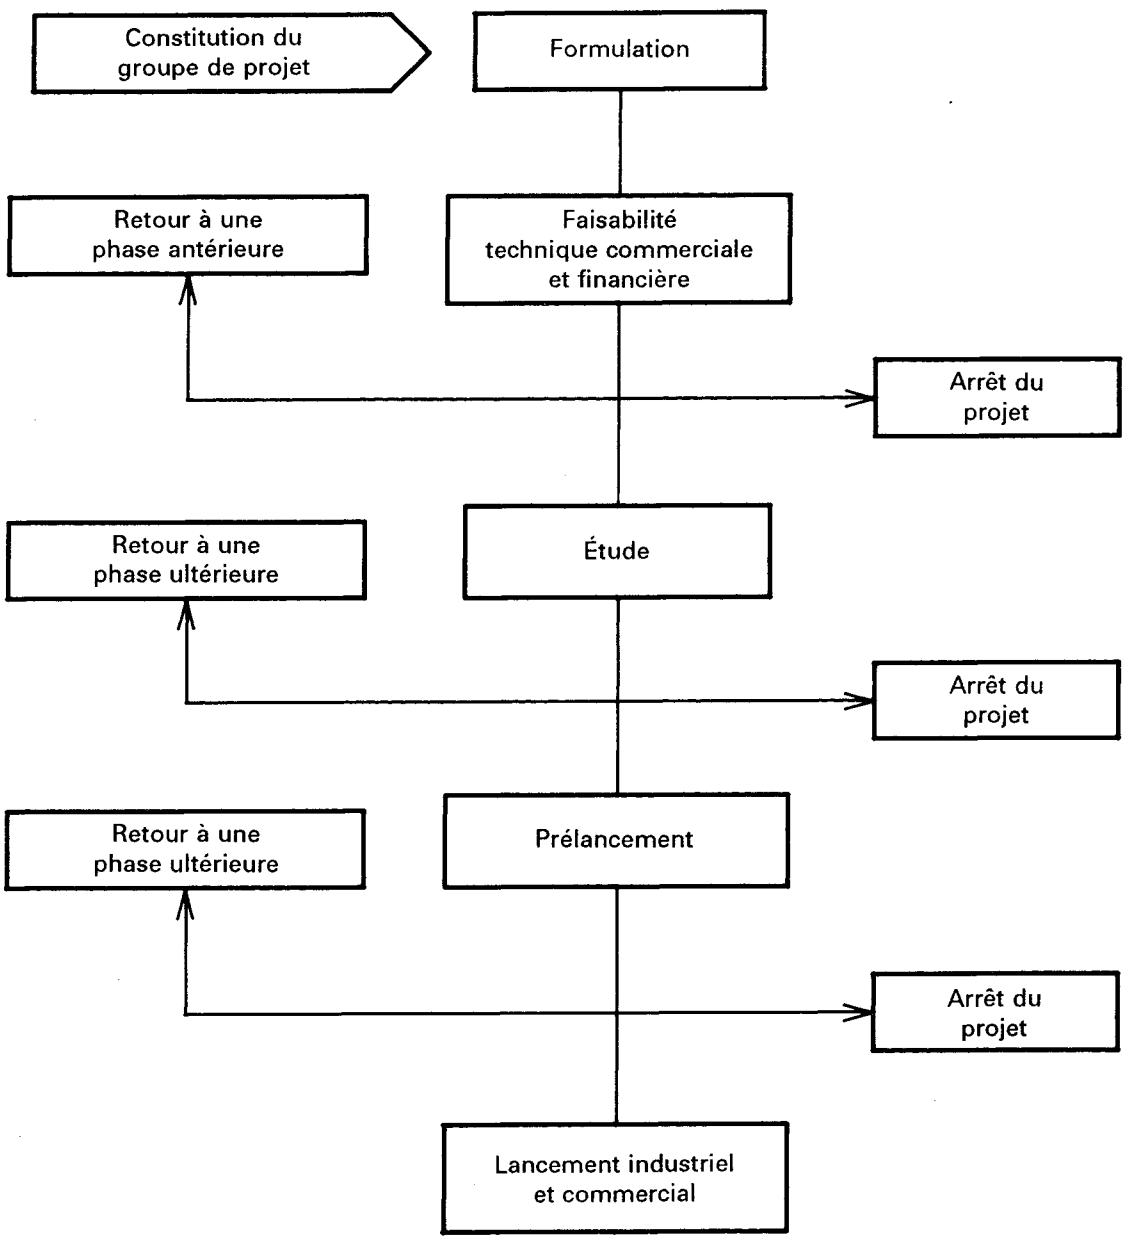 Constitution du
groupe de projet
Formulation
Retour à une
phase antérieure
Faisabilité
technique commerciale
et financière
Arrêt du
projet
Retour à une
phase ultérieure
Étude
Arrêt du
projet
Retour à une
phase ultérieure
Prélancement
Arrêt du
projet
Lancement industriel
et commercial